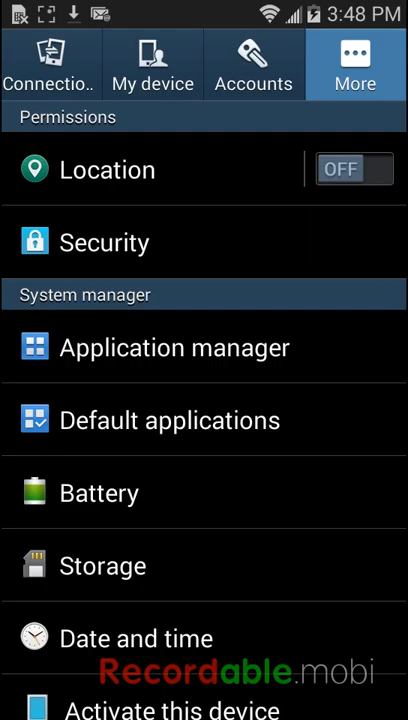 3:48 PM
Connectio..
My device
Accounts
More
Permissions
Location
OFF
Security
System manager
Application manager
Default applications
Battery
Storage
Date and time
Recordable.mobi
Activate this device